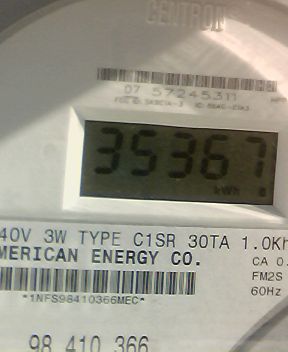 CENTRON
07 57245311
35367
kWh
40V 3W TYPE C1SR 30TA 1.0Kh
MERICAN ENERGY CO.
CA 0.
FM2S
60Hz
*1NFS98410366MEC*
98 410 366